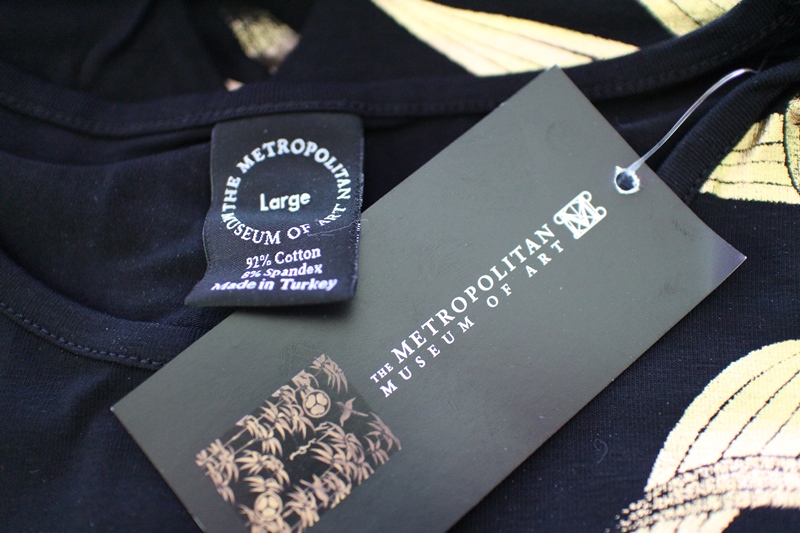 THE METROPOLITAN
MUSEUM OF ART
Large
92% Cotton
8% Spandex
Made in Turkey
THE METROPOLITAN
MUSEUM OF ART
M